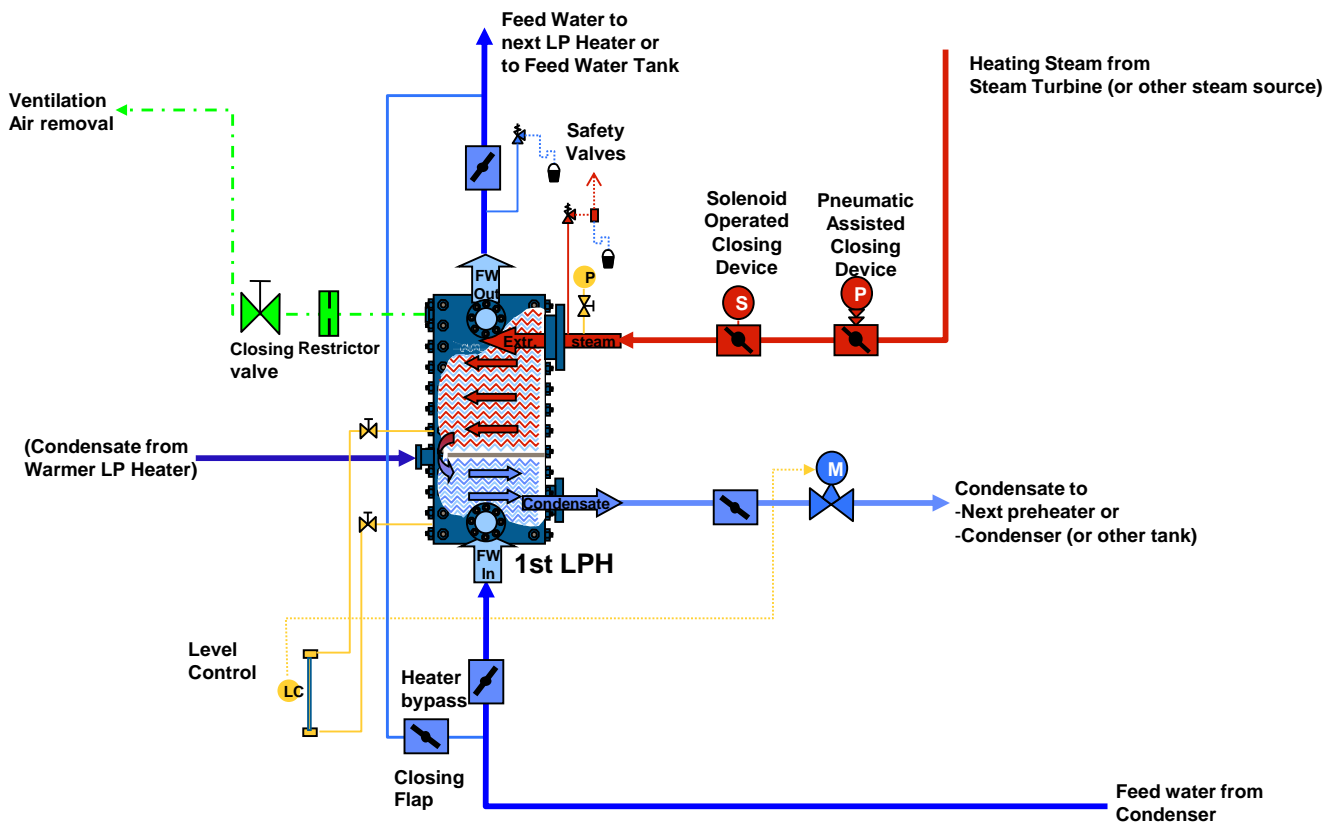 Feed Water to
next LP Heater or
to Feed Water Tank
Heating Steam from
Steam Turbine (or other steam source)
Ventilation
Air removal
Safety
Valves
Solenoid
Operated
Closing
Device
Pneumatic
Assisted
Closing
Device
FW
Out
P
S
P
Closing
valve
Restrictor
Extr. steam
(Condensate from
Warmer LP Heater)
M
Condensate
Condensate to
-Next preheater or
-Condenser (or other tank)
FW
In
1st LPH
Level
Control
LC
Heater
bypass
Closing
Flap
Feed water from
Condenser